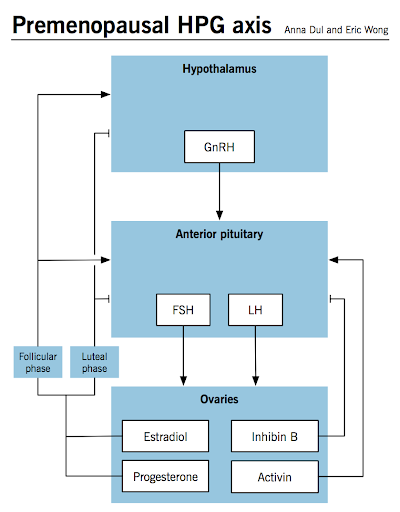 Premenopausal HPG axis
Anna Dul and Eric Wong
Hypothalamus
GnRH
Anterior pituitary
FSH
LH
Follicular
phase
Luteal
phase
Ovaries
Estradiol
Inhibin B
Progesterone
Activin